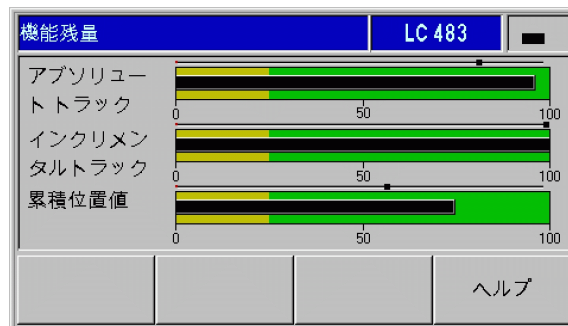 機能残量 LC 483
アブソリュー
トトラック
0 50 100
インクリメン
タルトラック
0 50 100
累積位置値
0 50 100
ヘルプ